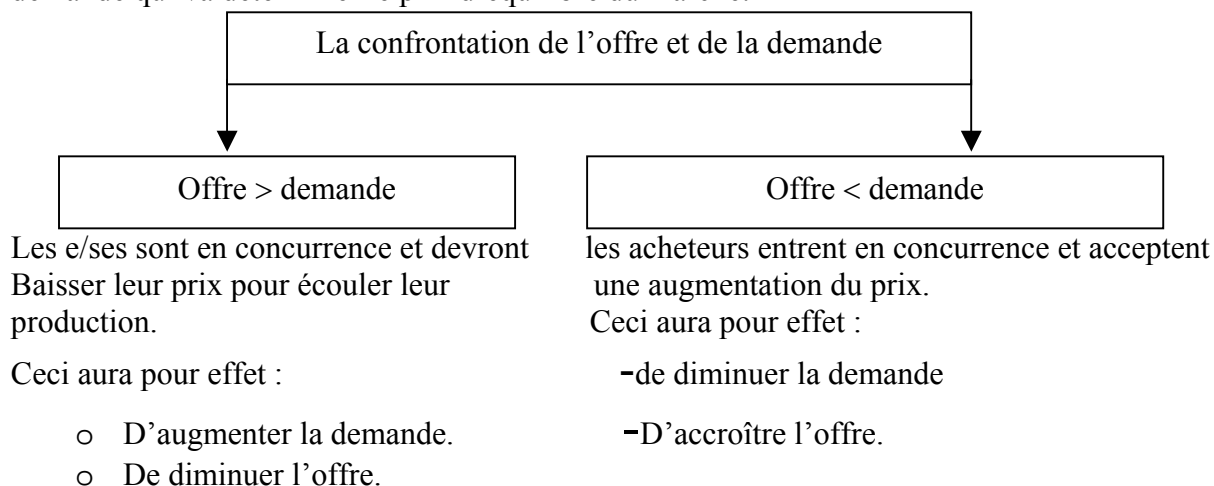 La confrontation de l’offre et de la demande
Offre > demande
Offre < demande
Les e/ses sont en concurrence et devront
Baisser leur prix pour écouler leur
production.
Ceci aura pour effet :
o D’augmenter la demande.
o De diminuer l’offre.
les acheteurs entrent en concurrence et acceptent
une augmentation du prix.
Ceci aura pour effet :
-de diminuer la demande
-D’accroître l’offre.